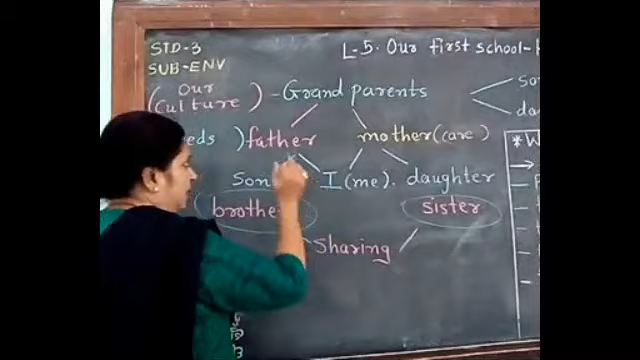 STD-3
SUB-ENV
L-5. Our first school-
(Our Culture) - Grand parents
father mother (care)
Son I (me). daughter
brother sister
Sharing